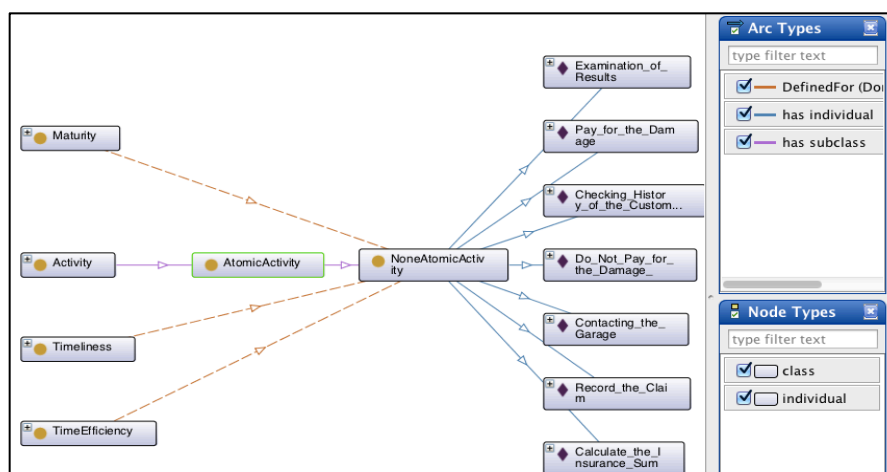 Maturity
Activity
Timeliness
TimeEfficiency
AtomicActivity
NoneAtomicActiv
ity
Examination_of_
Results
Pay_for_the_Dam
age
Checking_Histor
y_of_the_Custom...
Do_Not_Pay_for_
the_Damage_
Contacting_the_
Garage
Record_the_Clai
m
Calculate_the_I
nsurance_Sum
Arc Types
type filter text
DefinedFor (Do
has individual
has subclass
Node Types
type filter text
class
individual